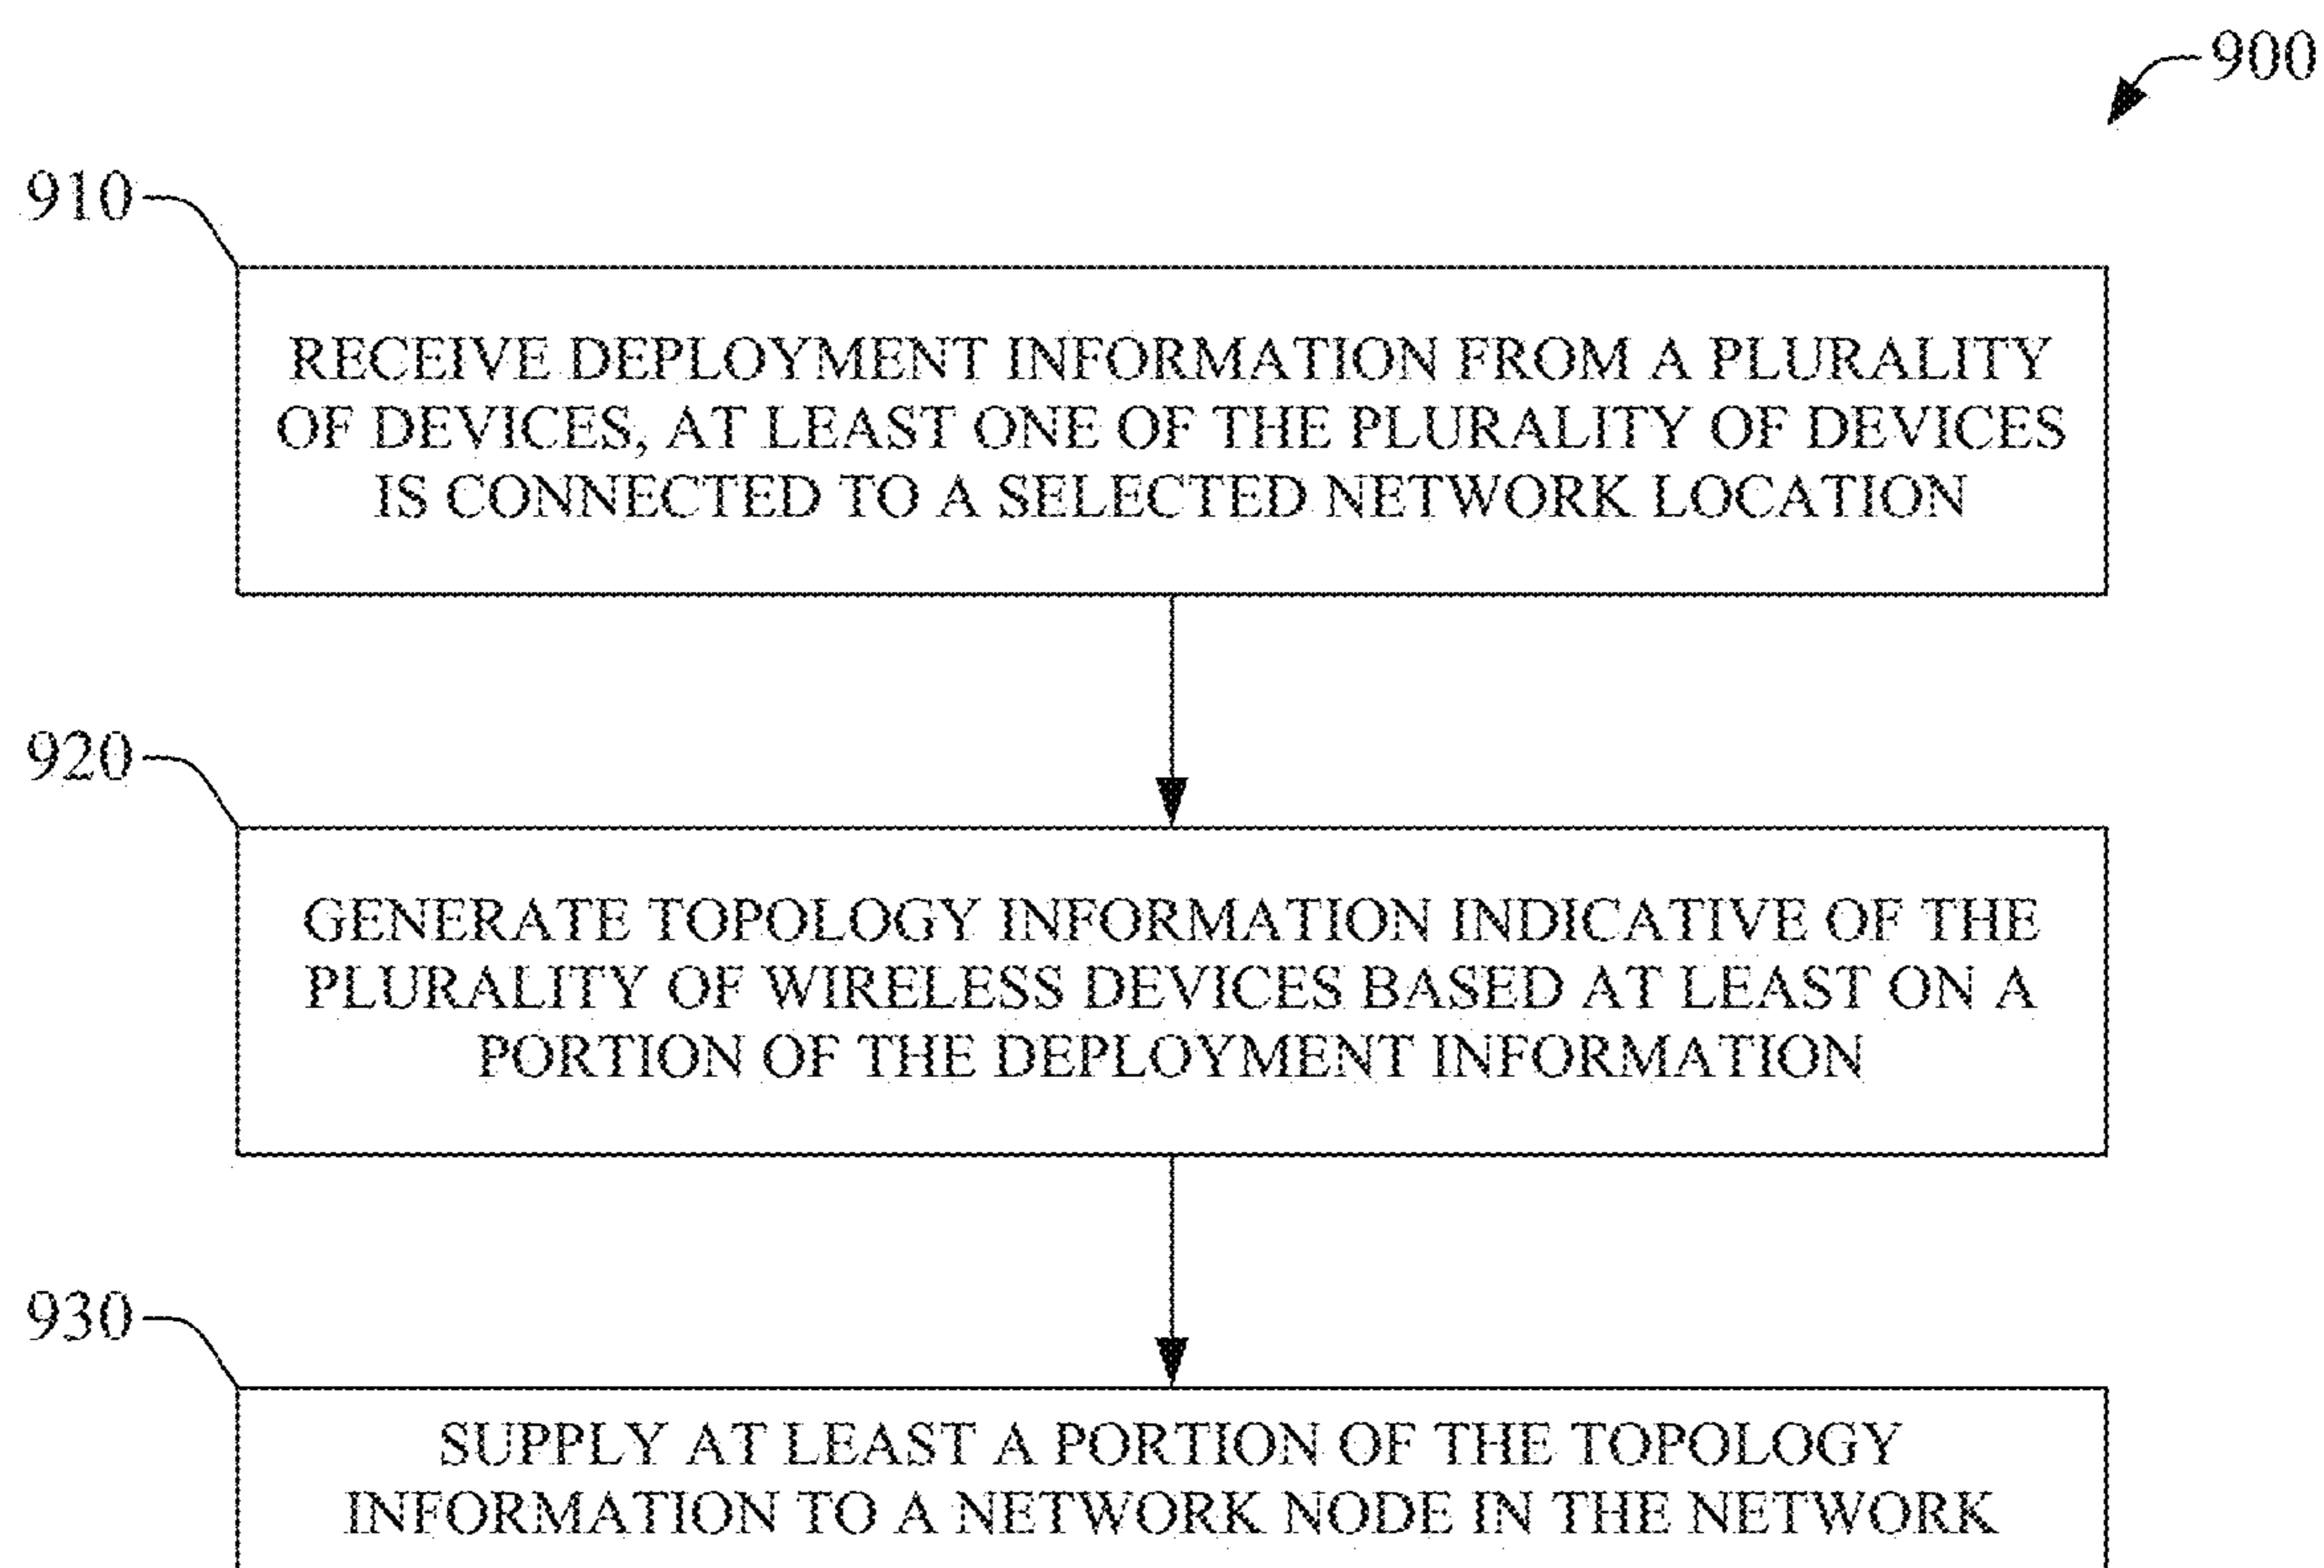 900
910
RECEIVE DEPLOYMENT INFORMATION FROM A PLURALITY
OF DEVICES, AT LEAST ONE OF THE PLURALITY OF DEVICES
IS CONNECTED TO A SELECTED NETWORK LOCATION
920
GENERATE TOPOLOGY INFORMATION INDICATIVE OF THE
PLURALITY OF WIRELESS DEVICES BASED AT LEAST ON A
PORTION OF THE DEPLOYMENT INFORMATION
930
SUPPLY AT LEAST A PORTION OF THE TOPOLOGY
INFORMATION TO A NETWORK NODE IN THE NETWORK